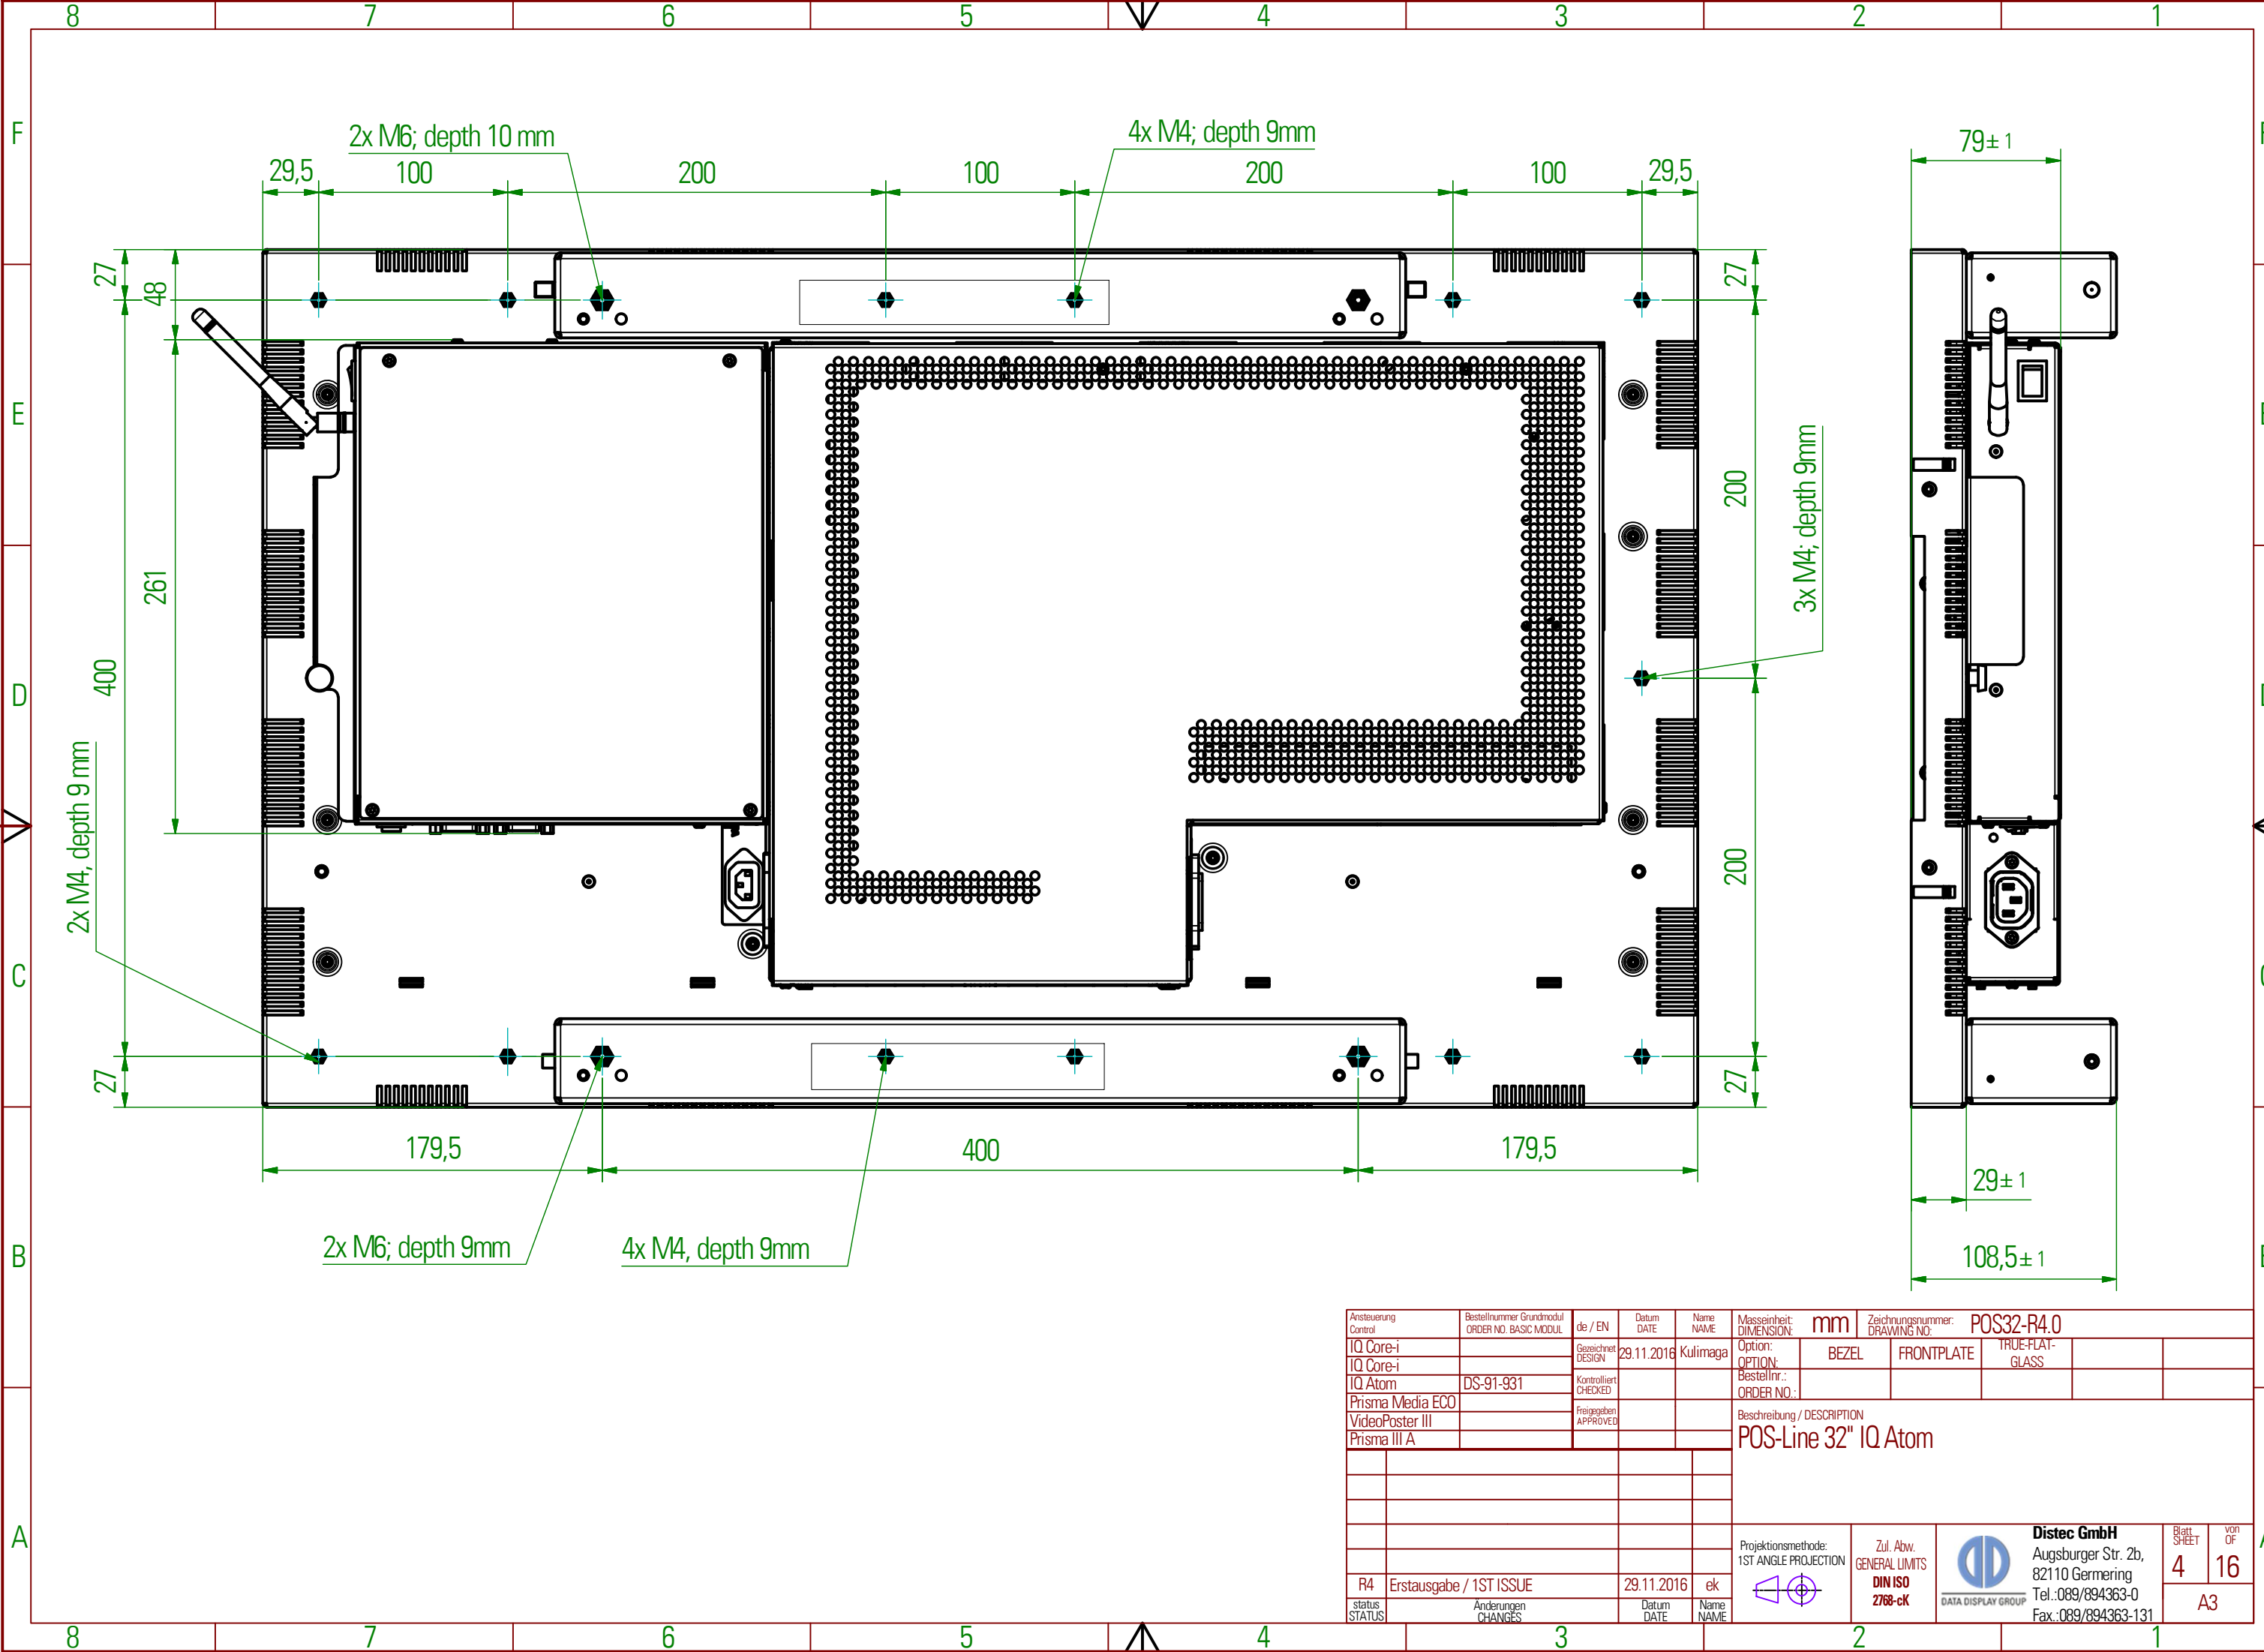 8 7 6 5 4 3 2 1
F
E
D
C
B
A
2x M6; depth 10 mm
4x M4; depth 9mm
79± 1
29,5 100 200 100 200 100 29,5
27
48
27
261
400
200
3x M4; depth 9mm
200
2x M4, depth 9 mm
27
27
179,5 400 179,5
29± 1
2x M6; depth 9mm
4x M4, depth 9mm
108,5± 1
Ansteuerung
Control
Bestellnummer Grundmodul
ORDER NO. BASIC MODUL
de / EN
Datum
DATE
Name
NAME
Masseinheit:
DIMENSION:
mm
Zeichnungsnummer:
DRAWING NO:
POS32-R4.0
IQ Core-i
IQ Core-i
IQ Atom DS-91-931
Prisma Media ECO
VideoPoster III
Prisma III A
Gezeichnet
DESIGN
29.11.2016 Kulimaga
Kontrolliert
CHECKED
Freigegeben
APPROVED
Option:
OPTION:
BEZEL
FRONTPLATE
TRUE-FLAT-
GLASS
Bestellnr.:
ORDER NO.:
Beschreibung / DESCRIPTION
POS-Line 32" IQ Atom
R4 Erstausgabe / 1ST ISSUE 29.11.2016 ek
status
STATUS
Änderungen
CHANGES
Datum
DATE
Name
NAME
Projektionsmethode:
1ST ANGLE PROJECTION
Zul. Abw.
GENERAL LIMITS
DIN ISO
2768-cK
DATA DISPLAY GROUP
Distec GmbH
Augsburger Str. 2b,
82110 Germering
Tel.:089/894363-0
Fax.:089/894363-131
Blatt
SHEET
4
von
OF
16
A3
8 7 6 5 4 3 2 1